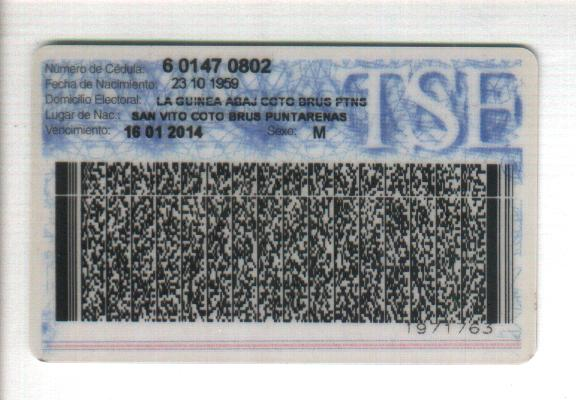 Número de Cédula: 6 0147 0802
Fecha de Nacimiento: 23 10 1959
Domicilio Electoral: LA GUINEA ABAJ COTO BRUS PTNS
Lugar de Nac.: SAN VITO COTO BRUS PUNTARENAS
Vencimiento: 16 01 2014 Sexo: M
TSE
1971763